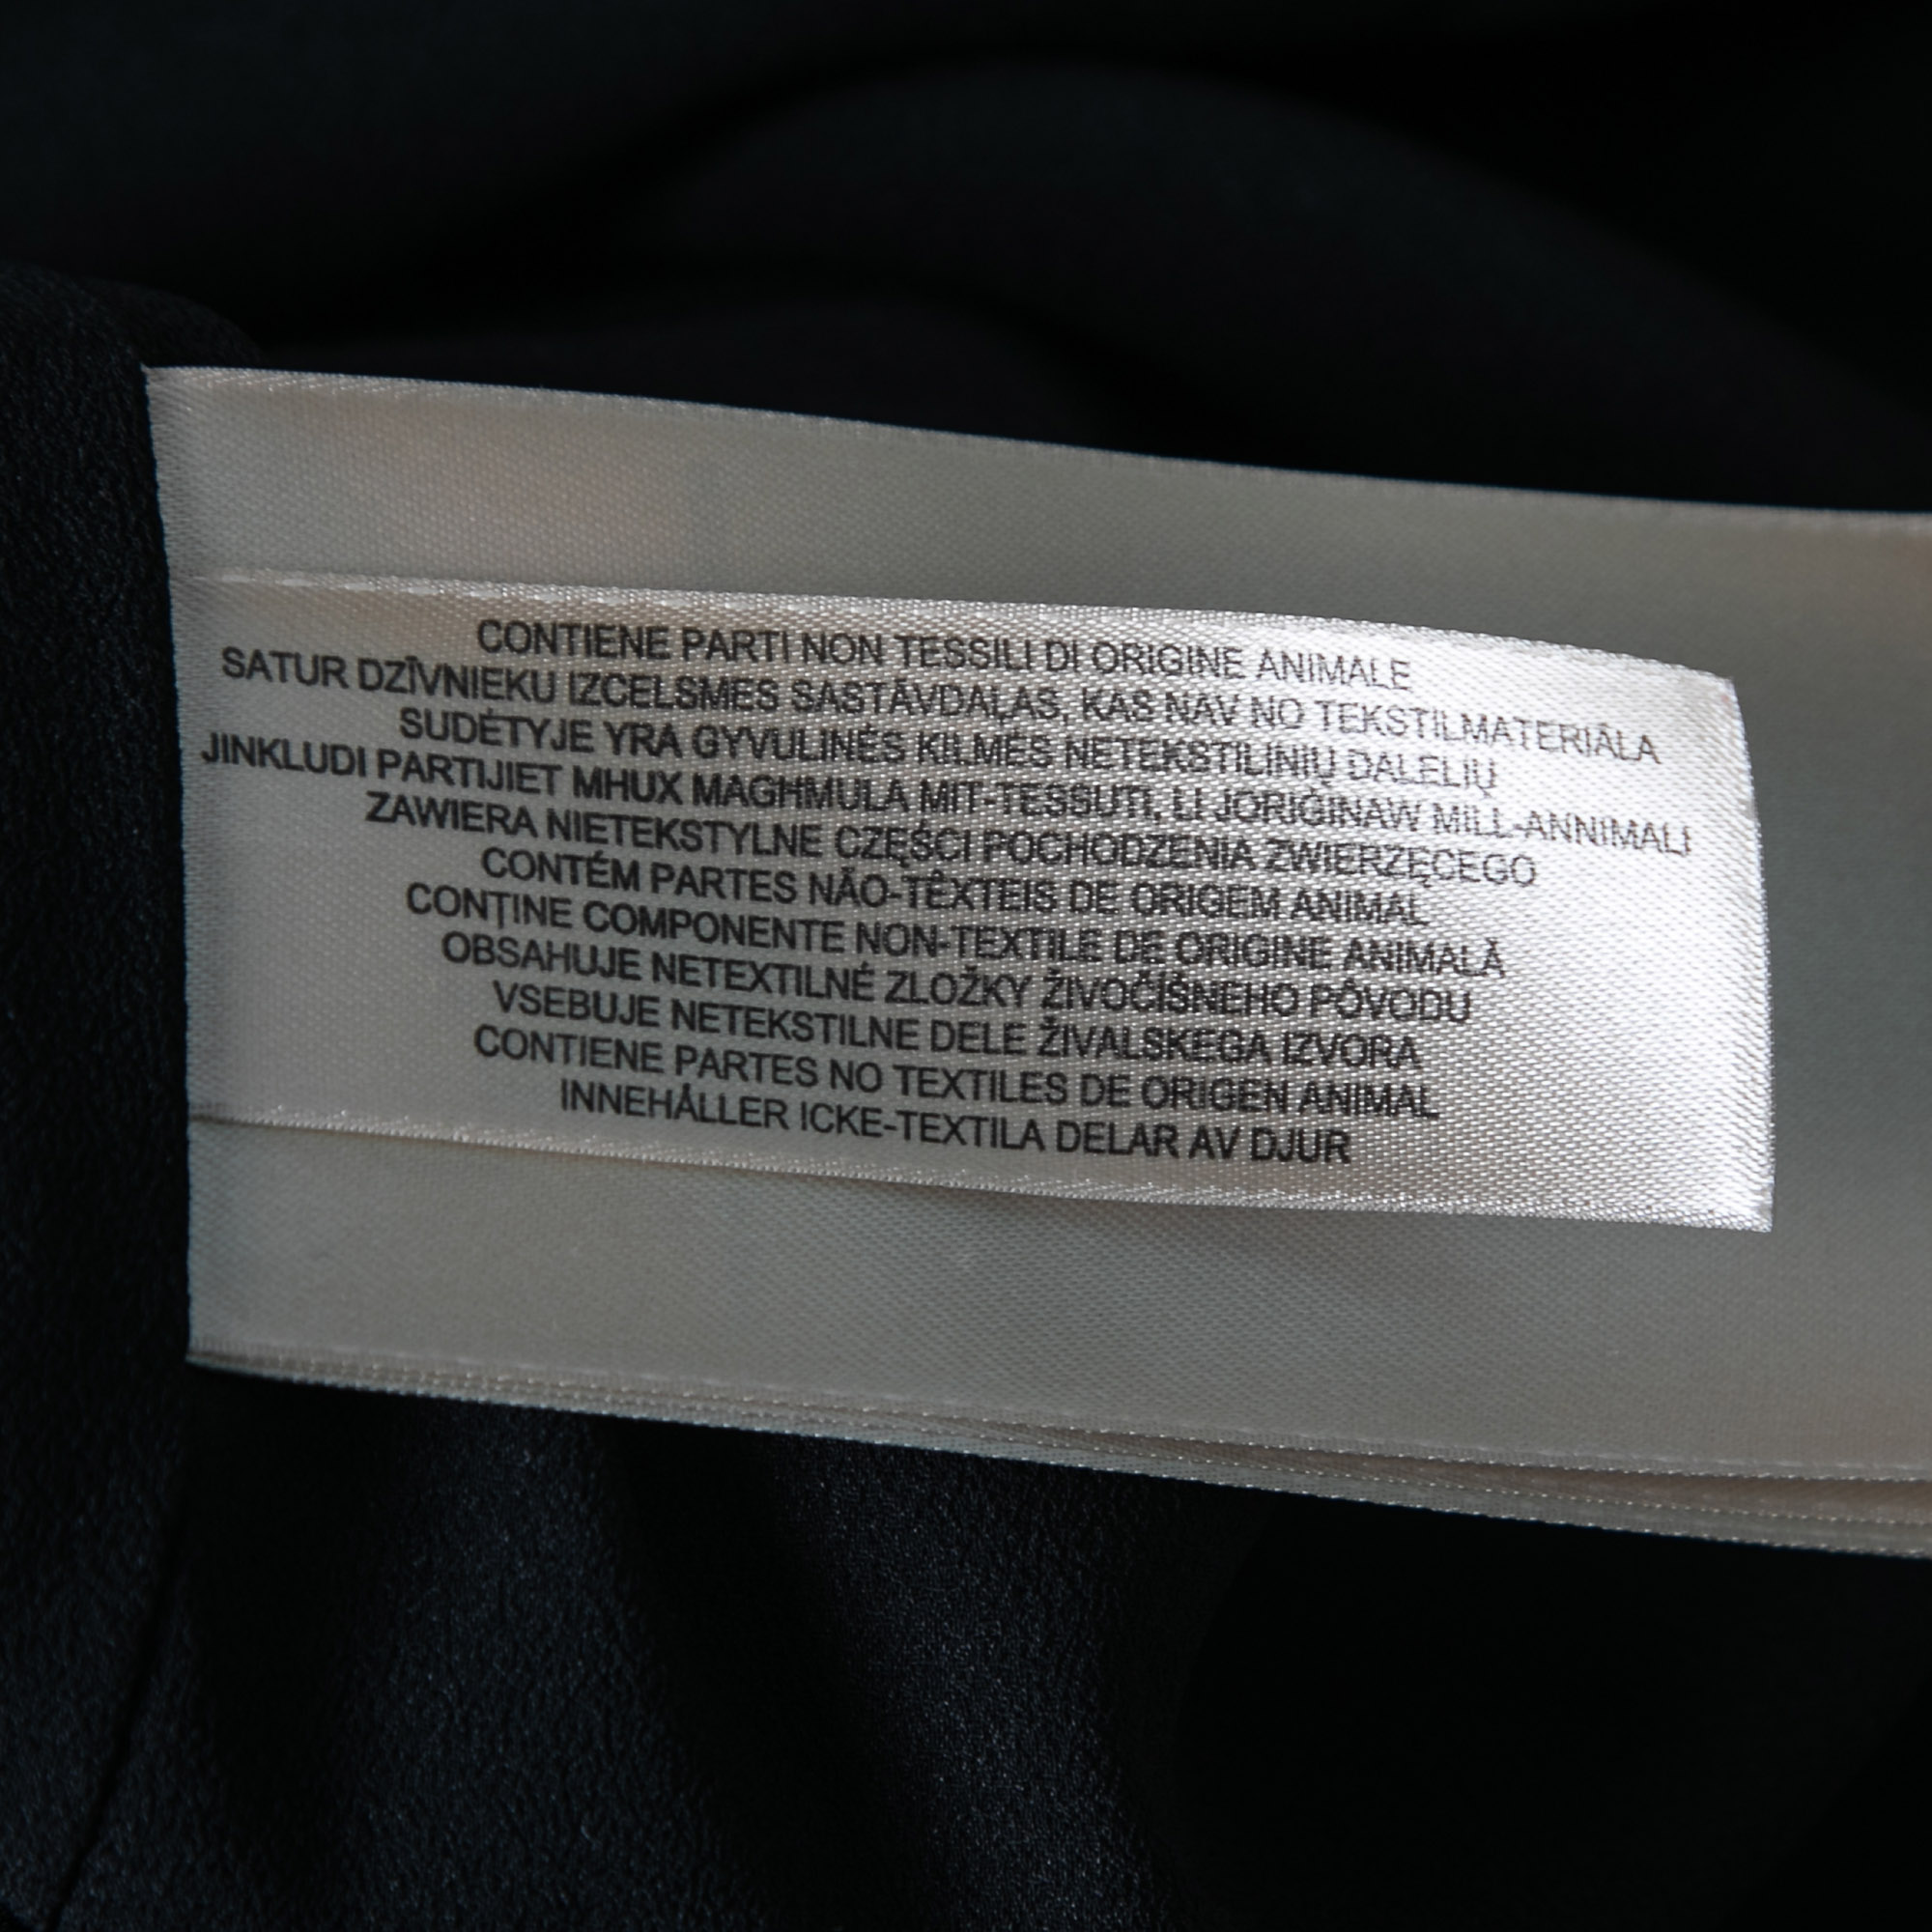 CONTIENE PARTI NON TESSILI DI ORIGINE ANIMALE
SATUR DZĪVNIEKU IZCELSMES SASTĀVDAĻAS, KAS NAV NO TEKSTILMATERIĀLA
SUDĖTYJE YRA GYVULINĖS KILMĖS NETEKSTILINIŲ DALELIŲ
JINKLUDI PARTIJIET MHUX MAGĦMULA MIT-TESSUTI, LI JORIĠINAW MILL-ANNIMALI
ZAWIERA NIETEKSTYLNE CZĘŚCI POCHODZENIA ZWIERZĘCEGO
CONTÉM PARTES NÃO-TÊXTEIS DE ORIGEM ANIMAL
CONȚINE COMPONENTE NON-TEXTILE DE ORIGINE ANIMALĂ
OBSAHUJE NETEXTILNÉ ZLOŽKY ŽIVOČÍŠNEHO PÔVODU
VSEBUJE NETEKSTILNE DELE ŽIVALSKEGA IZVORA
CONTIENE PARTES NO TEXTILES DE ORIGEN ANIMAL
INNEHÅLLER ICKE-TEXTILA DELAR AV DJUR